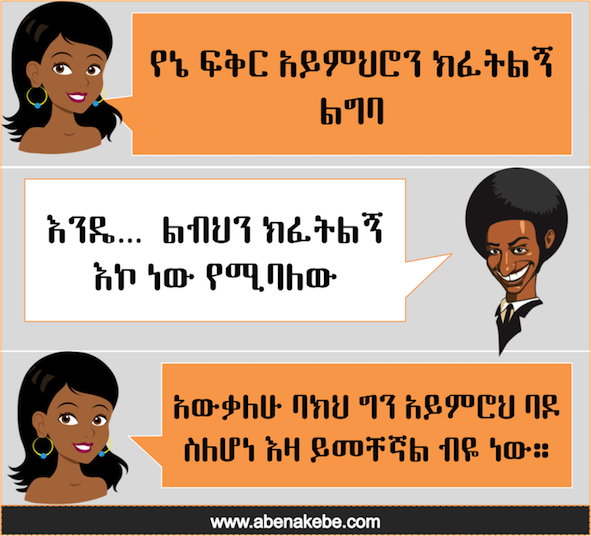 የኔ ፍቅር አይምህሮን ክፈትልኝ
ልግባ
እንዴ... ልብህን ክፈትልኝ
እኮ ነው የሚባለው
አውቃለሁ ባክህ ግን አይምሮህ ባዶ
ስለሆነ እዛ ይመቸኛል ብዬ ነው።
www.abenakebe.com